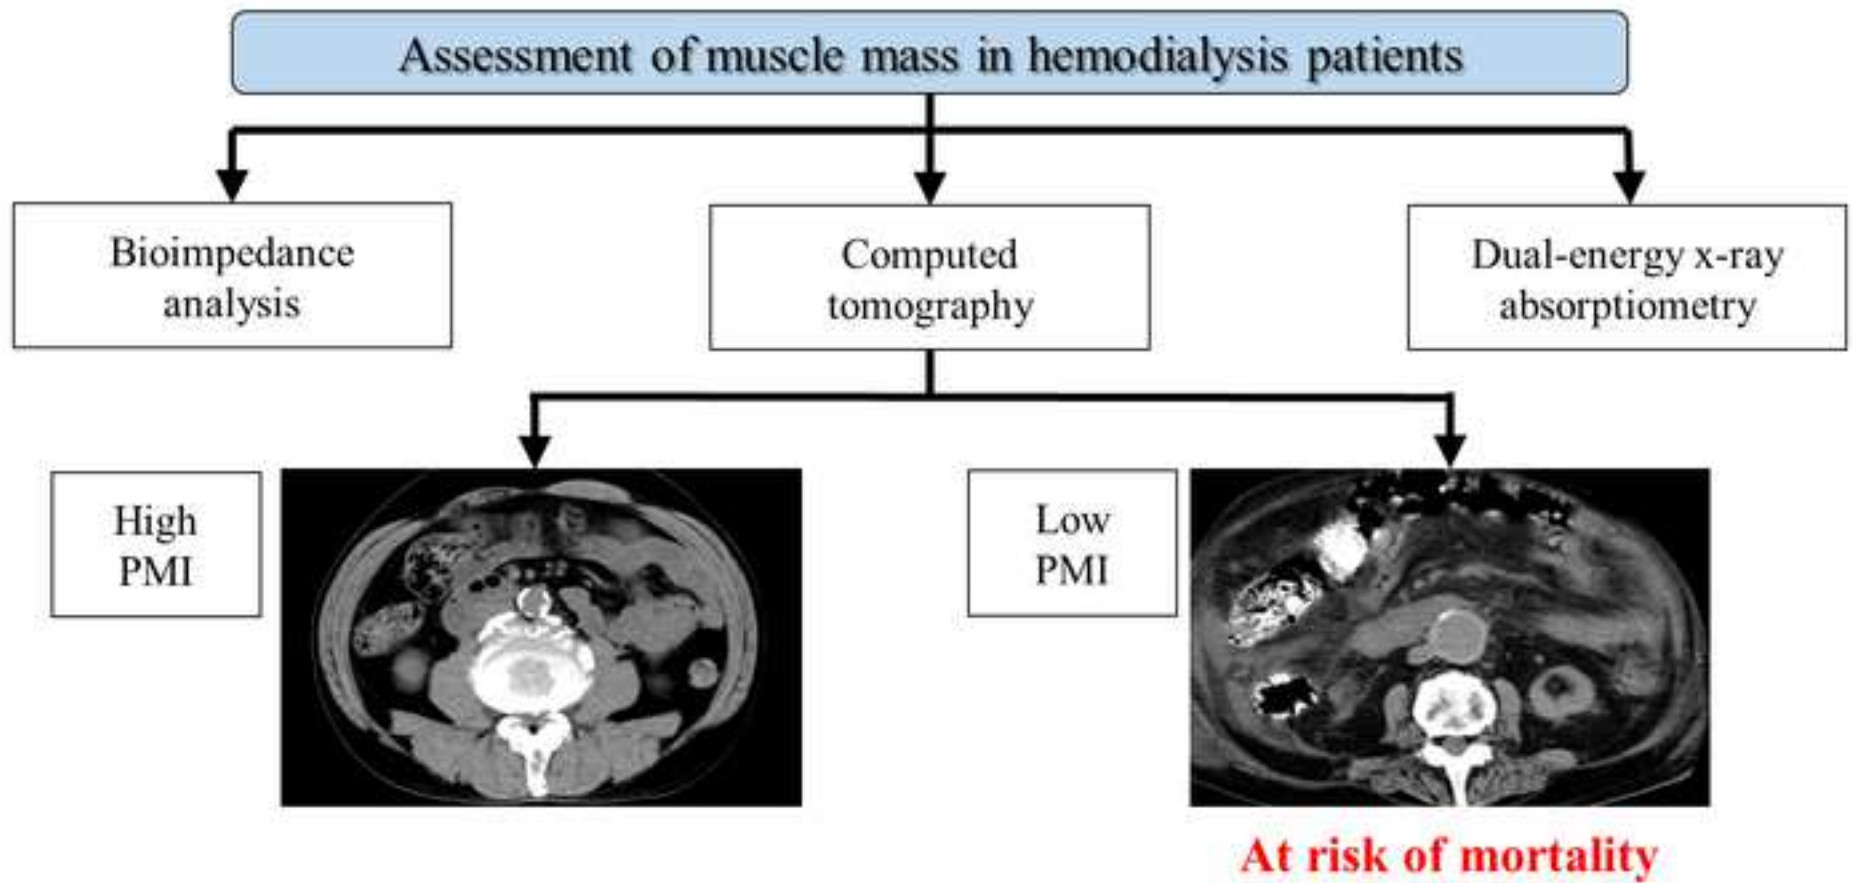 Assessment of muscle mass in hemodialysis patients
Bioimpedance
analysis
Computed
tomography
Dual-energy x-ray
absorptiometry
High
PMI
Low
PMI
At risk of mortality